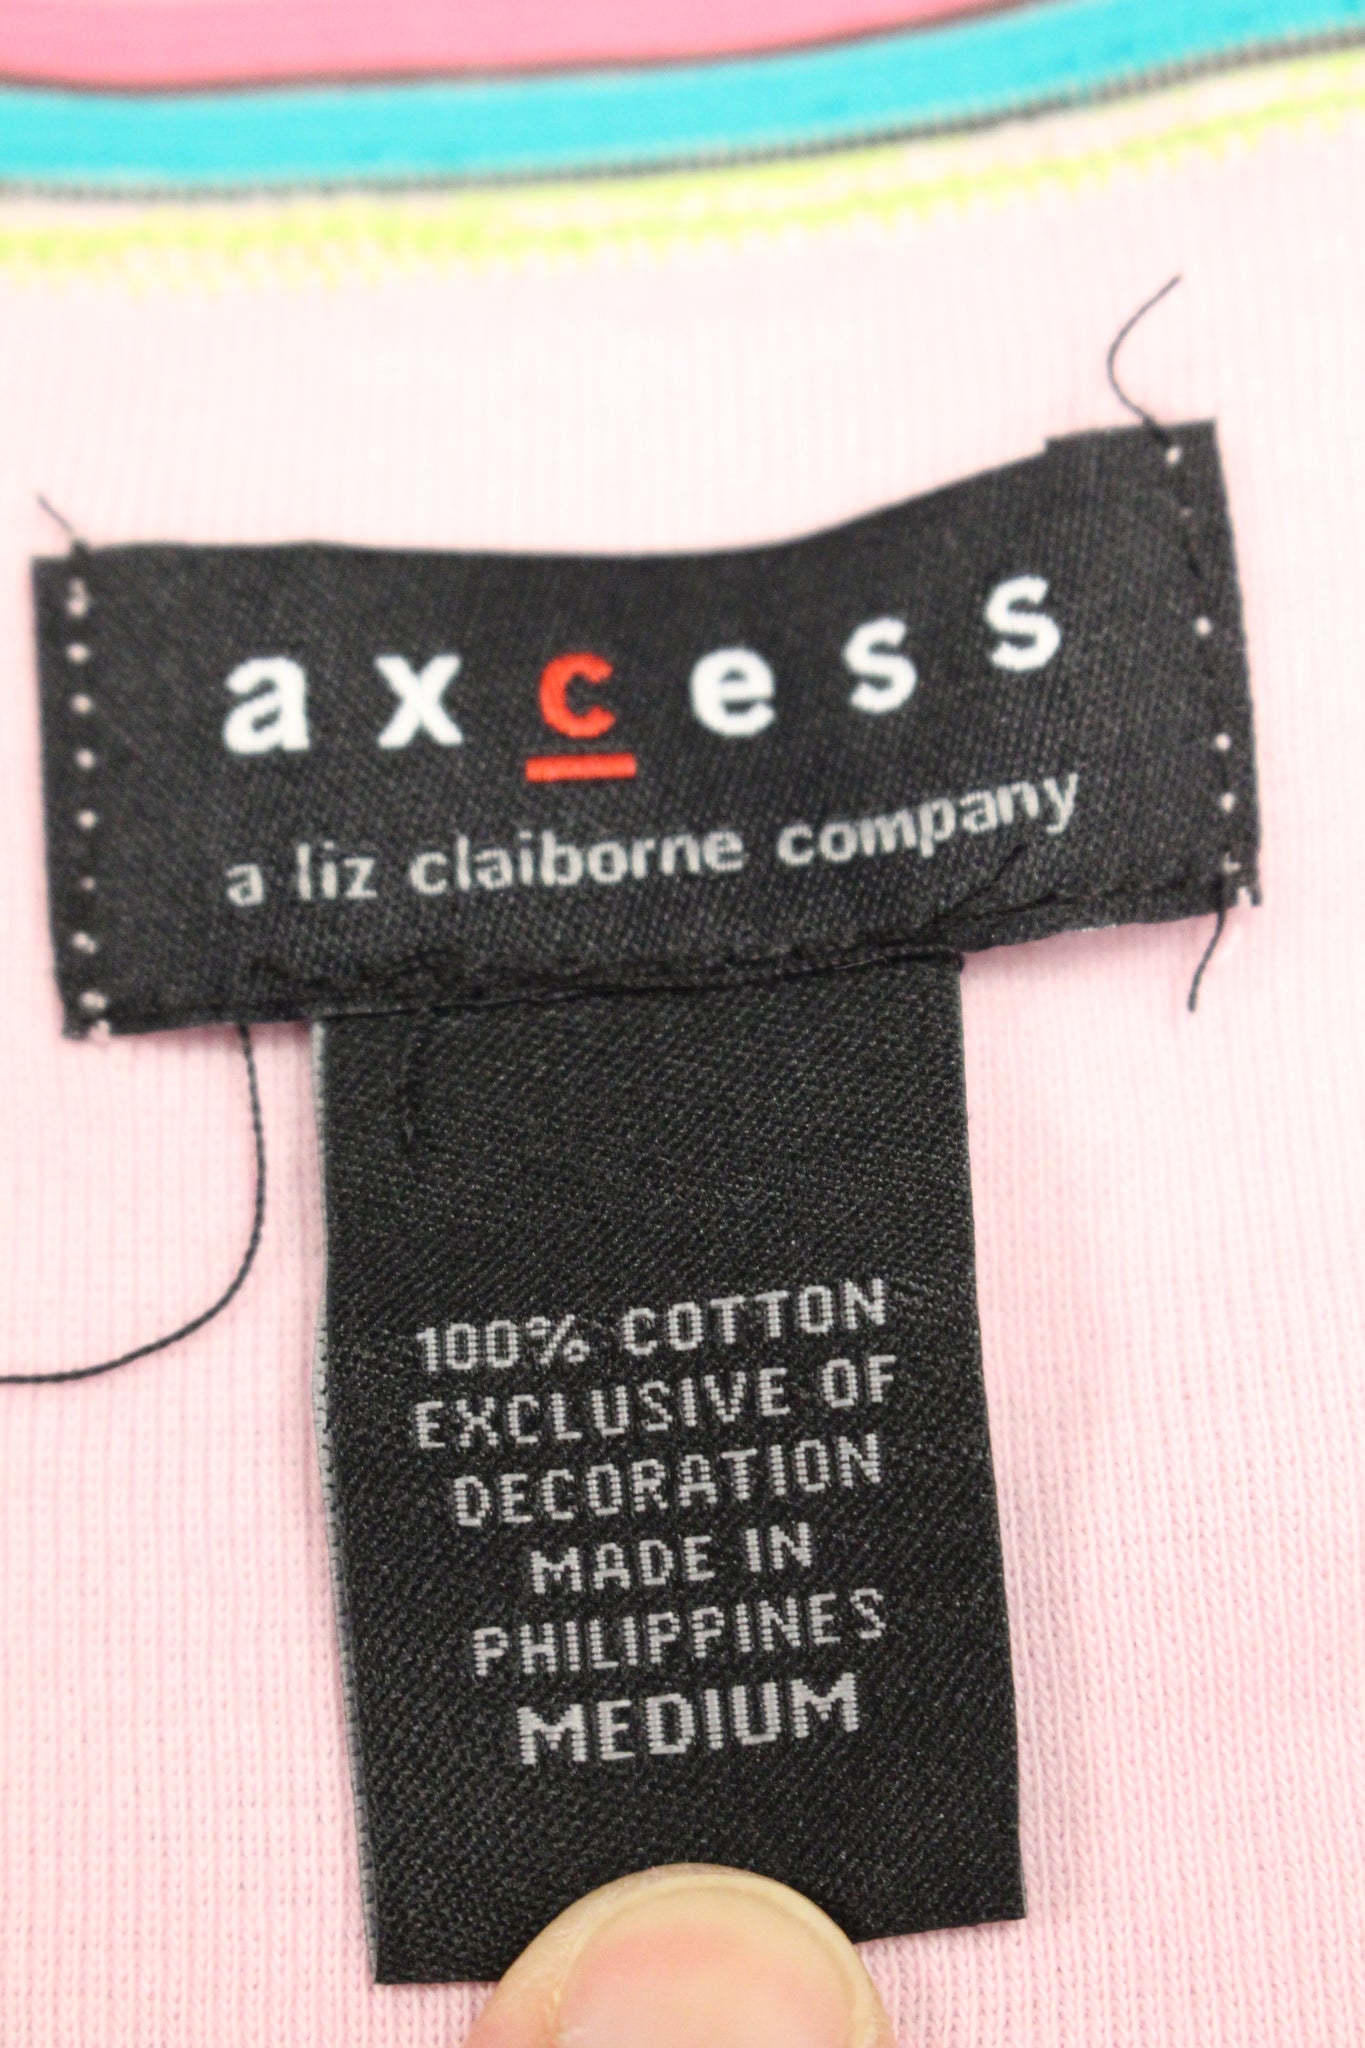 axcess
a liz claiborne company
100% COTTON
EXCLUSIVE OF
DECORATION
MADE IN
PHILIPPINES
MEDIUM